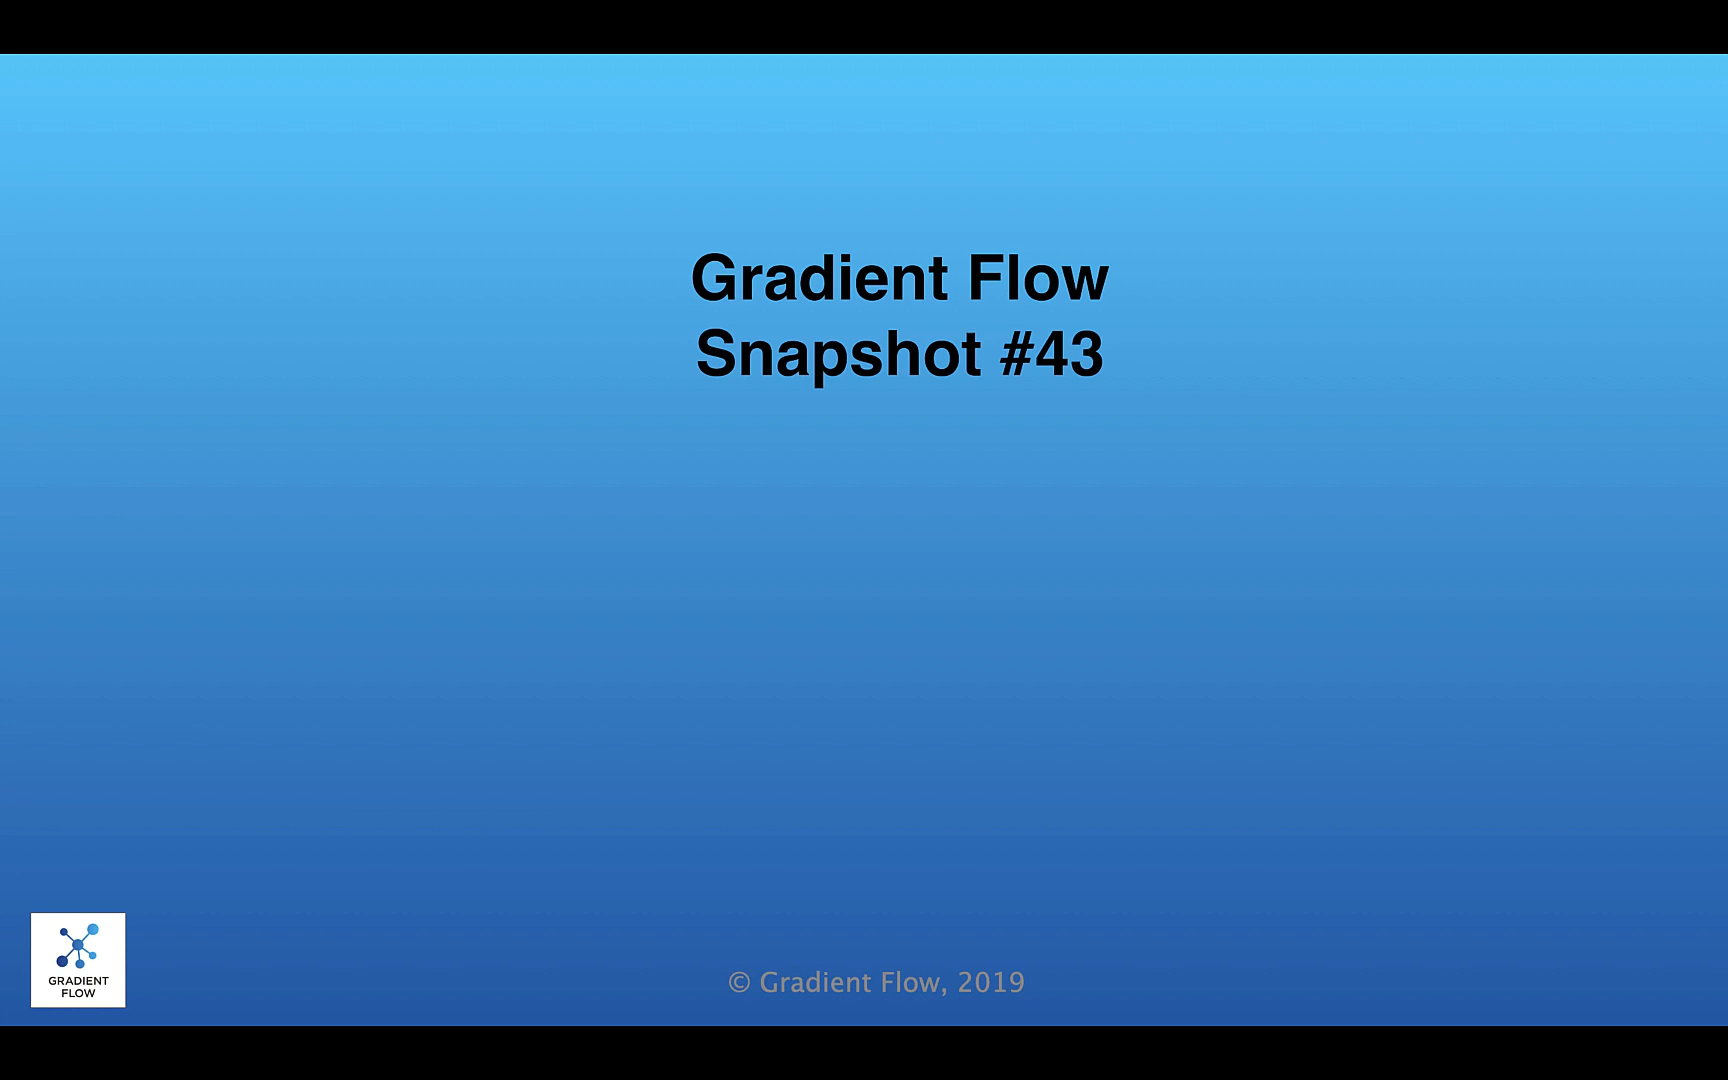 Gradient Flow
Snapshot #43
GRADIENT
FLOW
© Gradient Flow, 2019